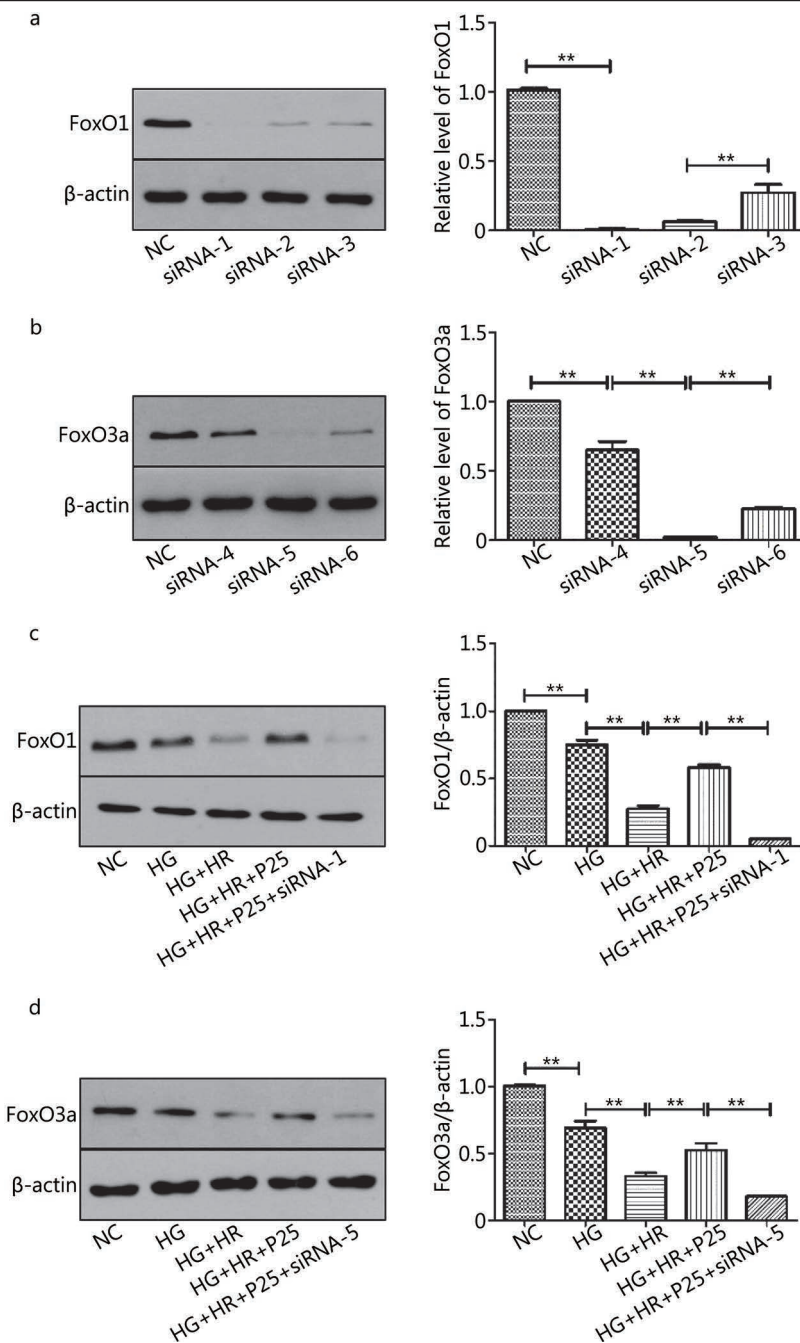 a
FoxO1
β-actin
NC
siRNA-1
siRNA-2
siRNA-3
Relative level of FoxO1
1.5
1.0
0.5
0
**
**
NC
siRNA-1
siRNA-2
siRNA-3
b
FoxO3a
β-actin
NC
siRNA-4
siRNA-5
siRNA-6
Relative level of FoxO3a
1.5
1.0
0.5
0
**
**
**
NC
siRNA-4
siRNA-5
siRNA-6
c
FoxO1
β-actin
NC
HG
HG+HR
HG+HR+P25
HG+HR+P25+siRNA-1
FoxO1/β-actin
1.5
1.0
0.5
0
**
**
**
**
NC
HG
HG+HR
HG+HR+P25
HG+HR+P25+siRNA-1
d
FoxO3a
β-actin
NC
HG
HG+HR
HG+HR+P25
HG+HR+P25+siRNA-5
FoxO3a/β-actin
1.5
1.0
0.5
0
**
**
**
**
NC
HG
HG+HR
HG+HR+P25
HG+HR+P25+siRNA-5